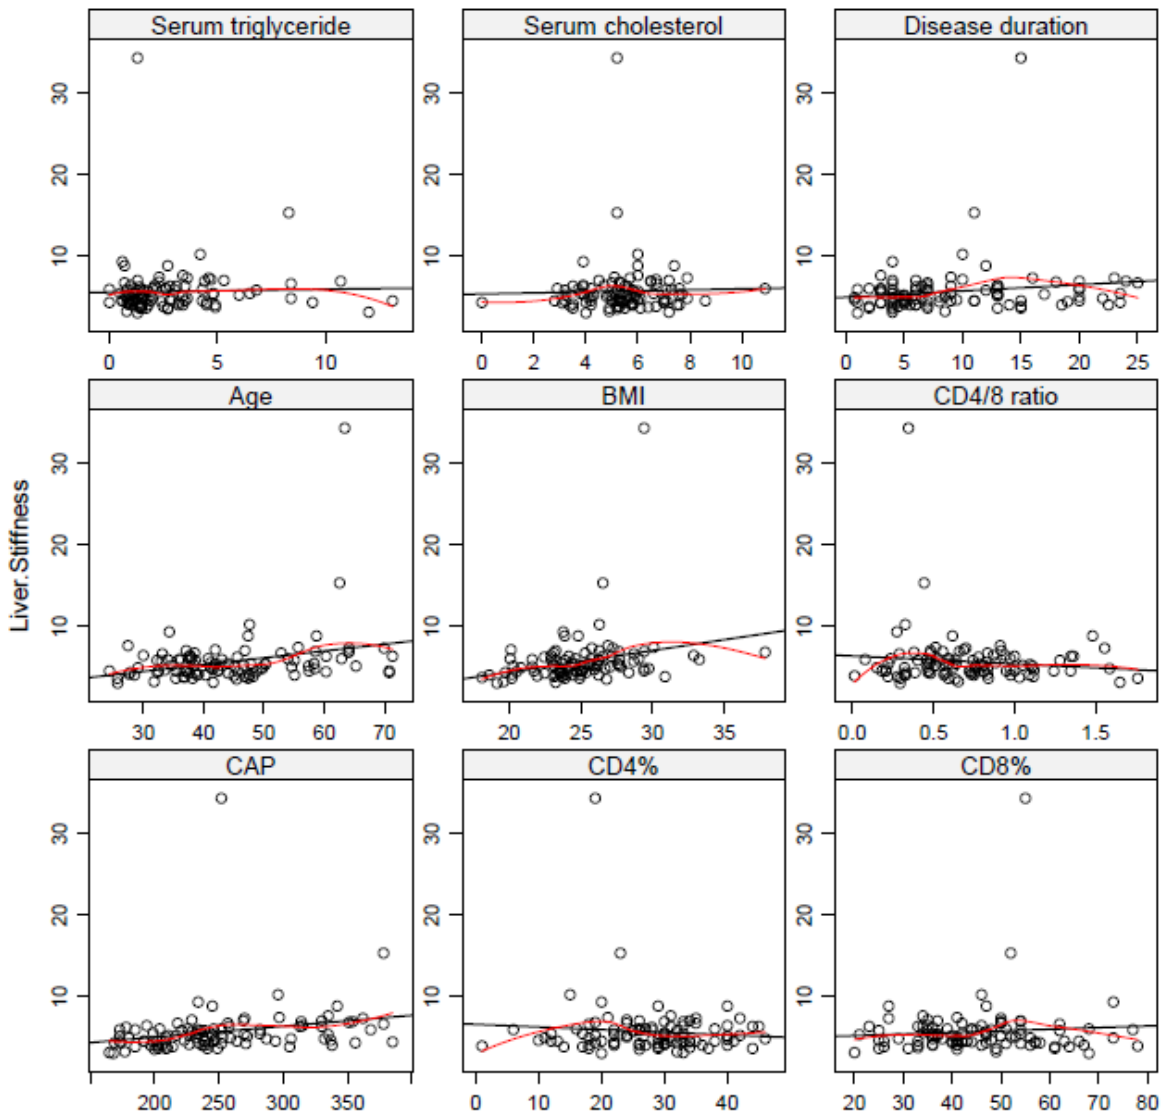 Serum triglyceride Serum cholesterol Disease duration
30 30 30
20 20 20
10 10 10
0 5 10 0 2 4 6 8 10 0 5 10 15 20 25
Age BMI CD4/8 ratio
Liver.Stiffness
30 30 30
20 20 20
10 10 10
30 40 50 60 70 20 25 30 35 0.0 0.5 1.0 1.5
CAP CD4% CD8%
30 30 30
20 20 20
10 10 10
200 250 300 350 0 10 20 30 40 20 30 40 50 60 70 80